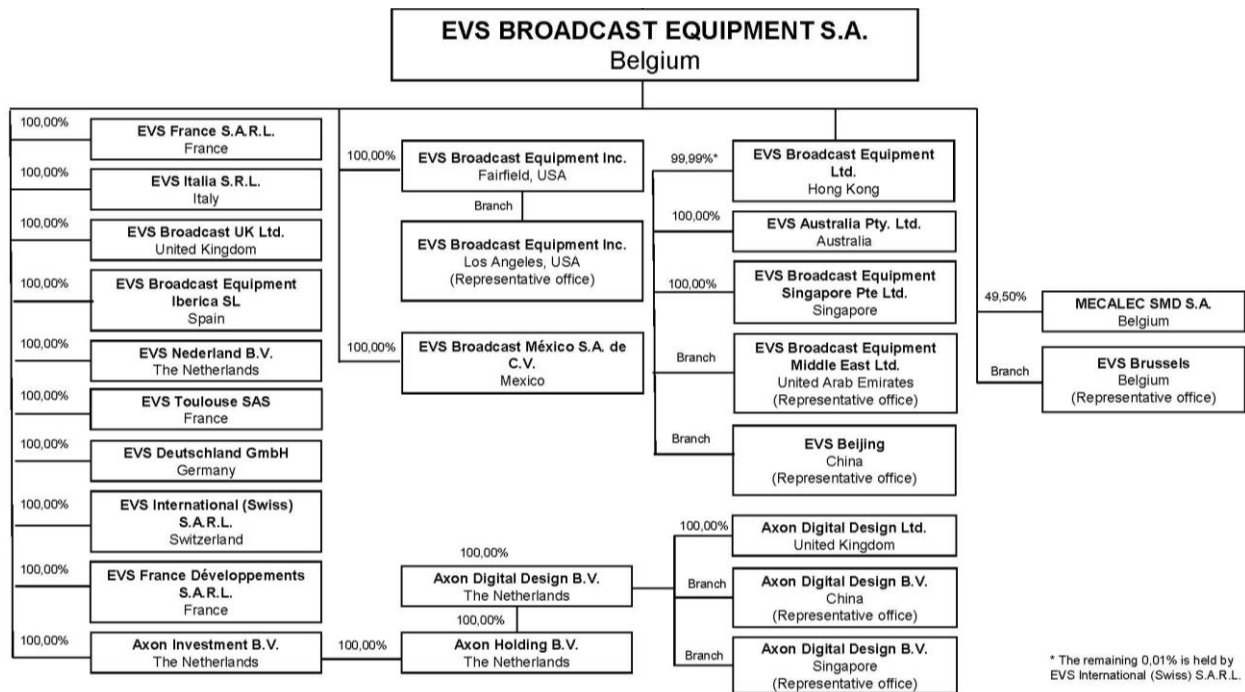 EVS BROADCAST EQUIPMENT S.A.
Belgium
100,00%
EVS France S.A.R.L.
France
100,00%
EVS Italia S.R.L.
Italy
100,00%
EVS Broadcast UK Ltd.
United Kingdom
100,00%
EVS Broadcast Equipment
Iberica SL
Spain
100,00%
EVS Nederland B.V.
The Netherlands
100,00%
EVS Toulouse SAS
France
100,00%
EVS Deutschland GmbH
Germany
100,00%
EVS International (Swiss)
S.A.R.L.
Switzerland
100,00%
EVS France Développements
S.A.R.L.
France
100,00%
Axon Investment B.V.
The Netherlands
100,00%
EVS Broadcast Equipment Inc.
Fairfield, USA
Branch
EVS Broadcast Equipment Inc.
Los Angeles, USA
(Representative office)
100,00%
EVS Broadcast México S.A. de
C.V.
Mexico
100,00%
Axon Digital Design B.V.
The Netherlands
100,00%
100,00%
Axon Holding B.V.
The Netherlands
99,99%*
EVS Broadcast Equipment
Ltd.
Hong Kong
100,00%
EVS Australia Pty. Ltd.
Australia
100,00%
EVS Broadcast Equipment
Singapore Pte Ltd.
Singapore
Branch
EVS Broadcast Equipment
Middle East Ltd.
United Arab Emirates
(Representative office)
Branch
EVS Beijing
China
(Representative office)
100,00%
Axon Digital Design Ltd.
United Kingdom
Branch
Axon Digital Design B.V.
China
(Representative office)
Branch
Axon Digital Design B.V.
Singapore
(Representative office)
49,50%
MECALEC SMD S.A.
Belgium
Branch
EVS Brussels
Belgium
(Representative office)
* The remaining 0,01% is held by
EVS International (Swiss) S.A.R.L.